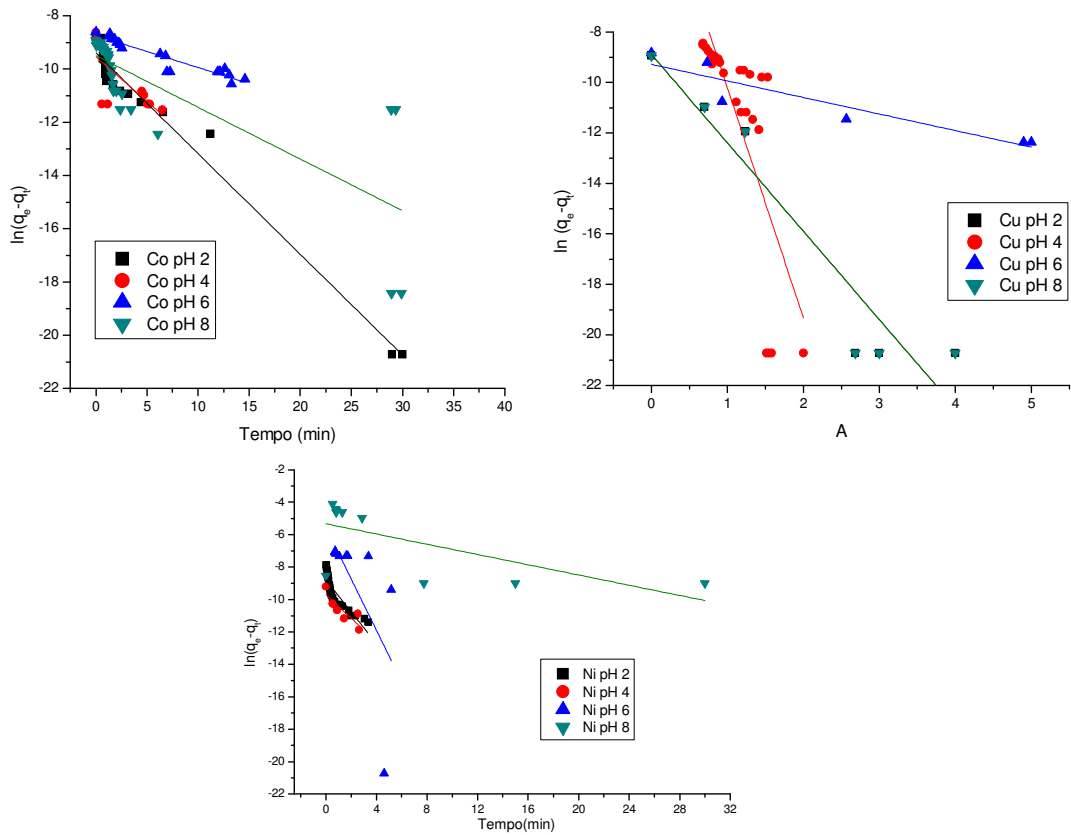 -8
-10
-12
-14
-16
-18
-20
-22
ln(qₑ-qₜ)
Co pH 2
Co pH 4
Co pH 6
Co pH 8
0 5 10 15 20 25 30 35 40
Tempo (min)
-8
-10
-12
-14
-16
-18
-20
-22
ln (qₑ-qₜ)
Cu pH 2
Cu pH 4
Cu pH 6
Cu pH 8
0 1 2 3 4 5
A
-2
-4
-6
-8
-10
-12
-14
-16
-18
-20
-22
ln(qₑ-qₜ)
Ni pH 2
Ni pH 4
Ni pH 6
Ni pH 8
0 4 8 12 16 20 24 28 32
Tempo(min)